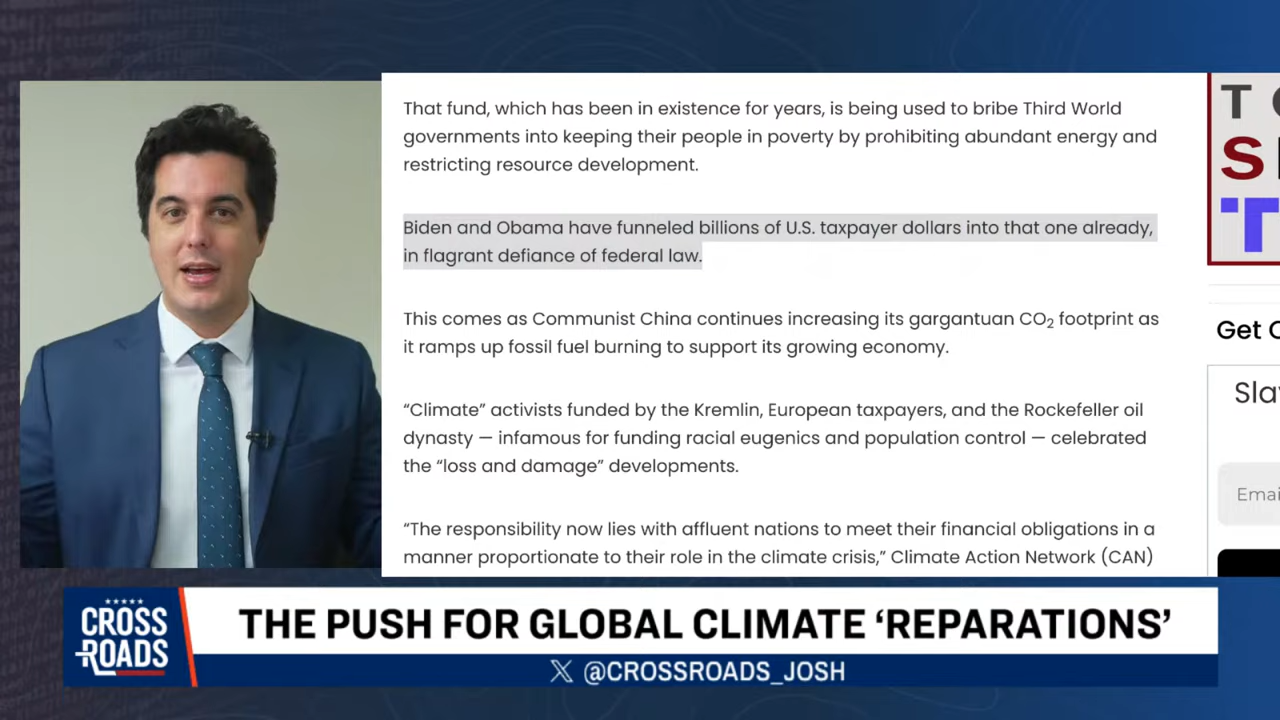 That fund, which has been in existence for years, is being used to bribe Third World
governments into keeping their people in poverty by prohibiting abundant energy and
restricting resource development.
Biden and Obama have funneled billions of U.S. taxpayer dollars into that one already,
in flagrant defiance of federal law.
This comes as Communist China continues increasing its gargantuan CO₂ footprint as
it ramps up fossil fuel burning to support its growing economy.
“Climate” activists funded by the Kremlin, European taxpayers, and the Rockefeller oil
dynasty — infamous for funding racial eugenics and population control — celebrated
the “loss and damage” developments.
“The responsibility now lies with affluent nations to meet their financial obligations in a
manner proportionate to their role in the climate crisis,” Climate Action Network (CAN)
Get
CROSS
ROADS
THE PUSH FOR GLOBAL CLIMATE ‘REPARATIONS’
@CROSSROADS_JOSH